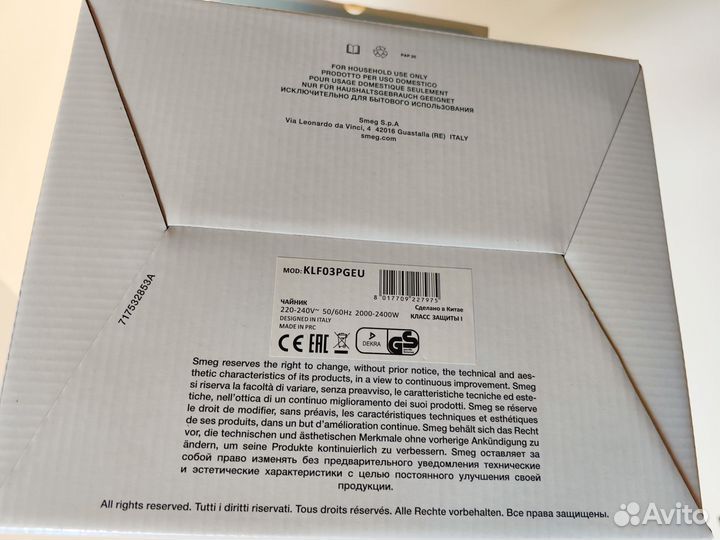 PAP 20
FOR HOUSEHOLD USE ONLY
PRODOTTO PER USO DOMESTICO
POUR USAGE DOMESTIQUE SEULEMENT
NUR FÜR HAUSHALTSGEBRAUCH GEEIGNET
ИСКЛЮЧИТЕЛЬНО ДЛЯ БЫТОВОГО ИСПОЛЬЗОВАНИЯ
Smeg S.p.A
Via Leonardo da Vinci, 4 42016 Guastalla (RE) ITALY
smeg.com
717532853A
MOD: KLF03PGEU
8 017709 227975
ЧАЙНИК
Сделано в Китае
220-240V~ 50/60Hz 2000-2400W
КЛАСС ЗАЩИТЫ I
DESIGNED IN ITALY
MADE IN PRC
CE EAC DEKRA GS
Smeg reserves the right to change, without prior notice, the technical and aes-
thetic characteristics of its products, in a view to continuous improvement. Smeg
si riserva la facoltà di variare, senza preavviso, le caratteristiche tecniche ed este-
tiche, nell'ottica di un continuo miglioramento dei suoi prodotti. Smeg se réserve
le droit de modifier, sans préavis, les caractéristiques techniques et esthétiques
de ses produits, dans un but d'amélioration continue. Smeg behält sich das Recht
vor, die technischen und ästhetischen Merkmale ohne vorherige Ankündigung zu
ändern, um seine Produkte kontinuierlich zu verbessern. Smeg оставляет за
собой право изменять без предварительного уведомления технические
и эстетические характеристики с целью постоянного улучшения своей
продукции.
All rights reserved. Tutti i diritti riservati. Tous droits réservés. Alle Rechte vorbehalten. Все права защищены.
Avito